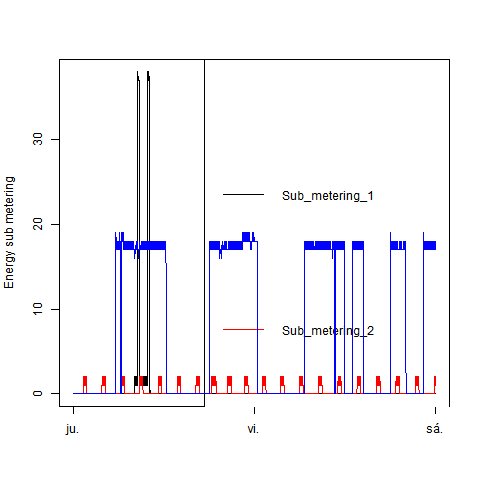 Energy sub metering
30
20
10
0
Sub_metering_1
Sub_metering_2
ju.
vi.
sá.